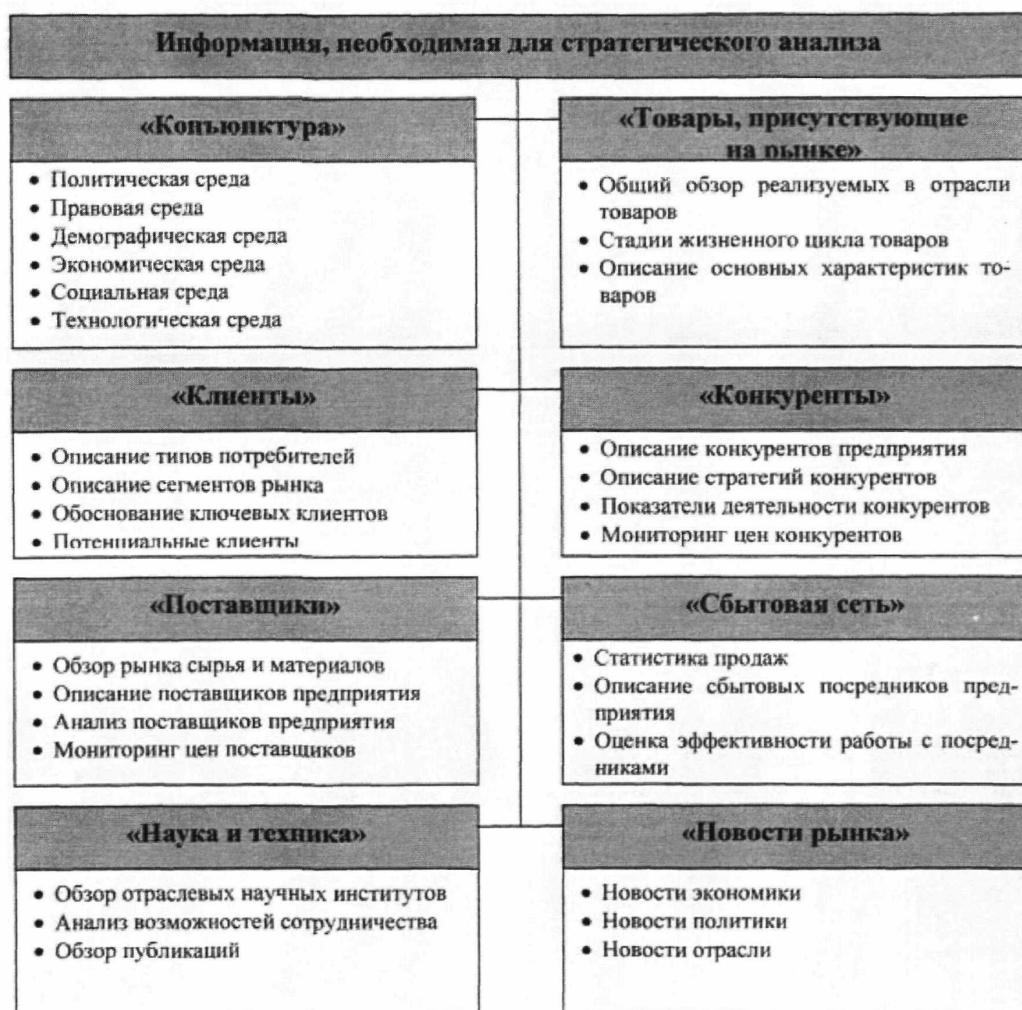 Информация, необходимая для стратегического анализа
«Конъюнктура»
• Политическая среда
• Правовая среда
• Демографическая среда
• Экономическая среда
• Социальная среда
• Технологическая среда
«Товары, присутствующие
на рынке»
• Общий обзор реализуемых в отрасли
товаров
• Стадии жизненного цикла товаров
• Описание основных характеристик то-
варов
«Клиенты»
• Описание типов потребителей
• Описание сегментов рынка
• Обоснование ключевых клиентов
• Потенциальные клиенты
«Конкуренты»
• Описание конкурентов предприятия
• Описание стратегий конкурентов
• Показатели деятельности конкурентов
• Мониторинг цен конкурентов
«Поставщики»
• Обзор рынка сырья и материалов
• Описание поставщиков предприятия
• Анализ поставщиков предприятия
• Мониторинг цен поставщиков
«Сбытовая сеть»
• Статистика продаж
• Описание сбытовых посредников пред-
приятия
• Оценка эффективности работы с посред-
никами
«Наука и техника»
• Обзор отраслевых научных институтов
• Анализ возможностей сотрудничества
• Обзор публикаций
«Новости рынка»
• Новости экономики
• Новости политики
• Новости отрасли